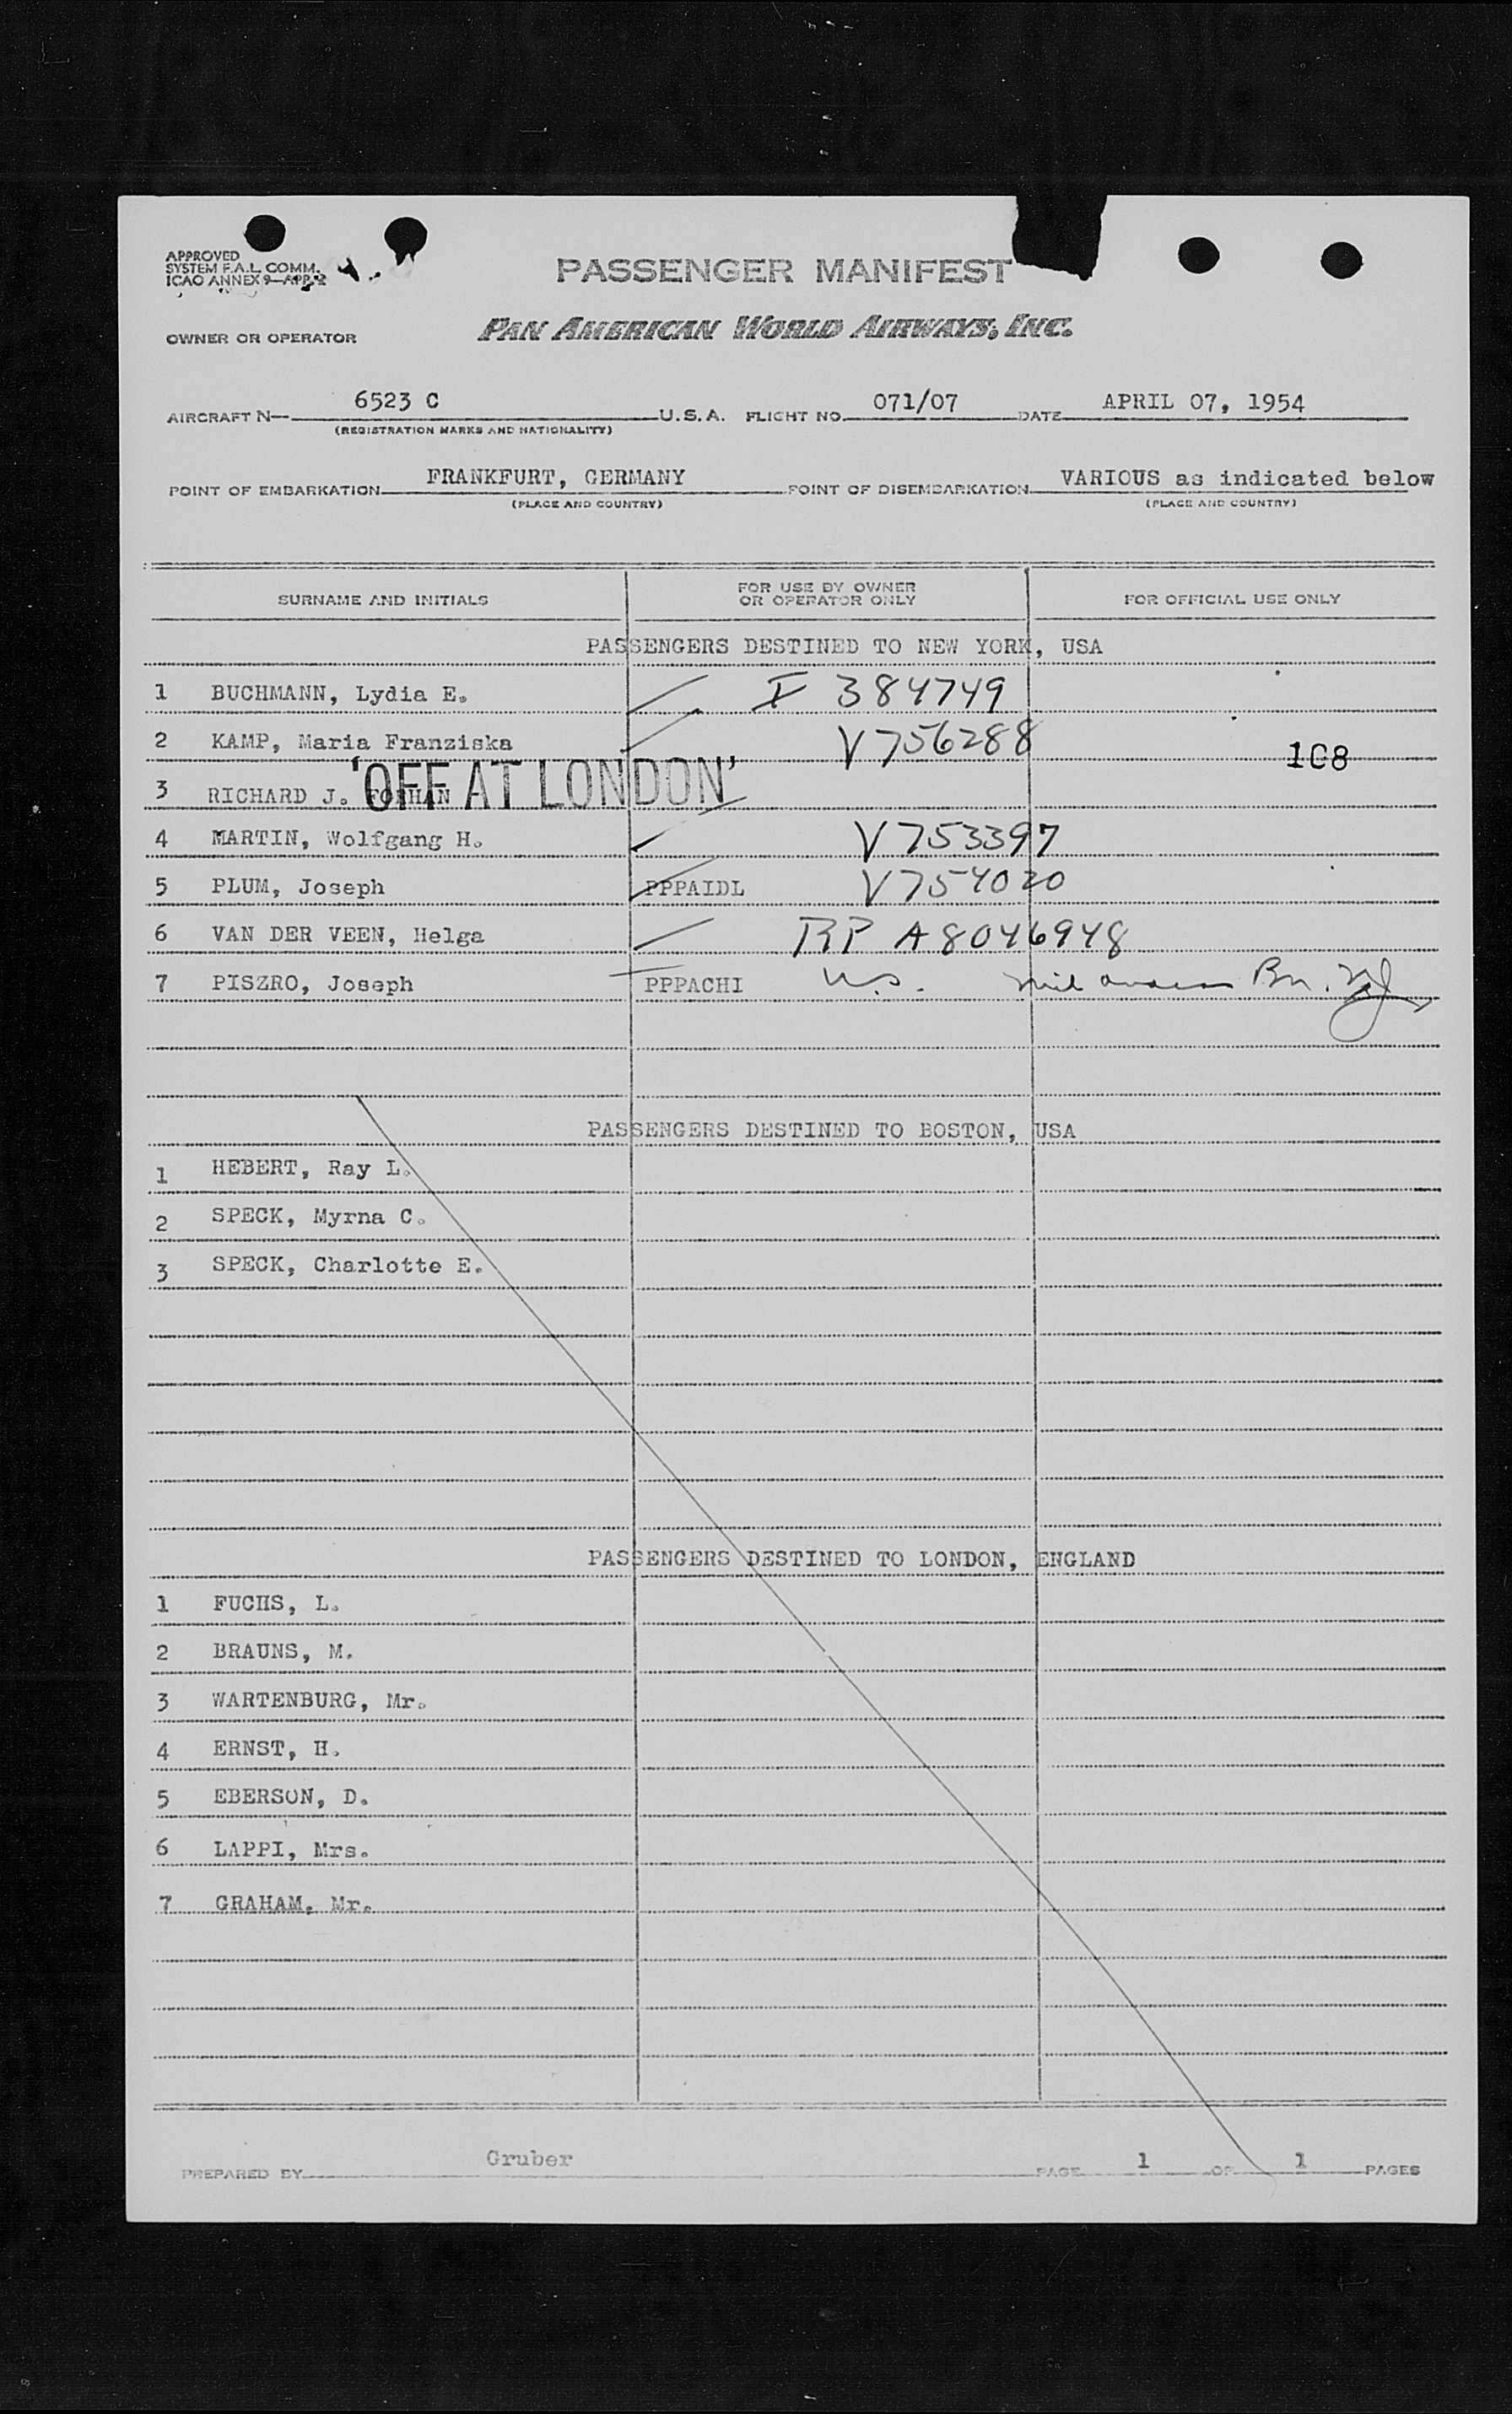 APPROVED
SYSTEM F.A.L. COMM.
ICAO ANNEX 9—APP. 2
PASSENGER MANIFEST
OWNER OR OPERATOR PAN AMERICAN WORLD AIRWAYS, INC.
AIRCRAFT N— 6523 C U.S.A. FLIGHT NO. 071/07 DATE APRIL 07, 1954
(REGISTRATION MARKS AND NATIONALITY)
POINT OF EMBARKATION FRANKFURT, GERMANY POINT OF DISEMBARKATION VARIOUS as indicated below
(PLACE AND COUNTRY) (PLACE AND COUNTRY)
SURNAME AND INITIALS FOR USE BY OWNER OR OPERATOR ONLY FOR OFFICIAL USE ONLY
PASSENGERS DESTINED TO NEW YORK, USA
1 BUCHMANN, Lydia E. I 384749
2 KAMP, Maria Franziska V 756288
108
3 RICHARD J. 'OFF AT LONDON'
4 MARTIN, Wolfgang H. V 753397
5 PLUM, Joseph PPPAIDL V 754020
6 VAN DER VEEN, Helga RP A8046948
7 PISZRO, Joseph PPPACHI U.S.
PASSENGERS DESTINED TO BOSTON, USA
1 HEBERT, Ray L.
2 SPECK, Myrna C.
3 SPECK, Charlotte E.
PASSENGERS DESTINED TO LONDON, ENGLAND
1 FUCHS, L.
2 BRAUNS, M.
3 WARTENBURG, Mr.
4 ERNST, H.
5 EBERSON, D.
6 LAPPI, Mrs.
7 GRAHAM, Mr.
PREPARED BY Gruber PAGE 1 OF 1 PAGES